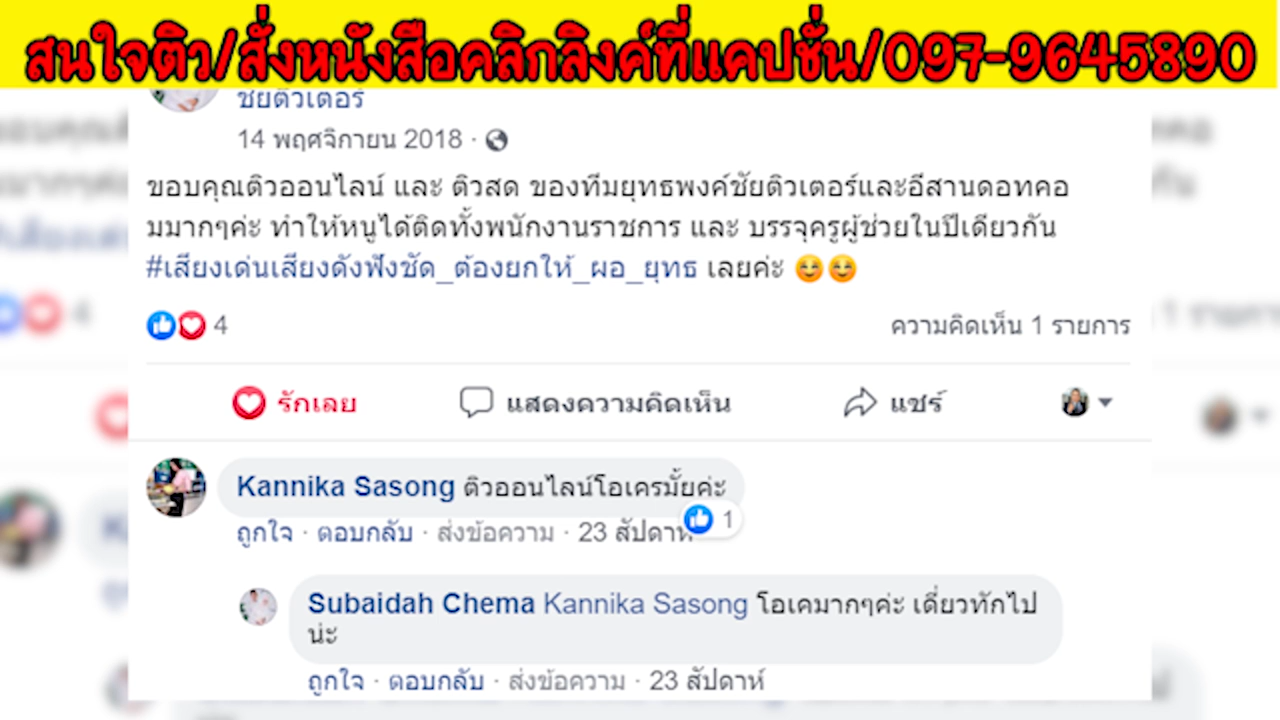 สนใจติว/สั่งหนังสือคลิกลิงค์ที่แคปชั่น/097-9645890
ชัยติวเตอร์
14 พฤศจิกายน 2018 ·
ขอบคุณติวออนไลน์ และ ติวสด ของทีมยุทธพงค์ชัยติวเตอร์และอีสานดอทคอ
มมากๆค่ะ ทำให้หนูได้ติดทั้งพนักงานราชการ และ บรรจุครูผู้ช่วยในปีเดียวกัน
#เสียงเด่นเสียงดังฟังชัด_ต้องยกให้_ผอ_ยุทธ เลยค่ะ 😊😊
4 ความคิดเห็น 1 รายการ
รักเลย แสดงความคิดเห็น แชร์
Kannika Sasong ติวออนไลน์โอเครมั้ยค่ะ
1
ถูกใจ · ตอบกลับ · ส่งข้อความ · 23 สัปดาห์
Subaidah Chema Kannika Sasong โอเคมากๆค่ะ เดี่ยวทักไป
น่ะ
ถูกใจ · ตอบกลับ · ส่งข้อความ · 23 สัปดาห์